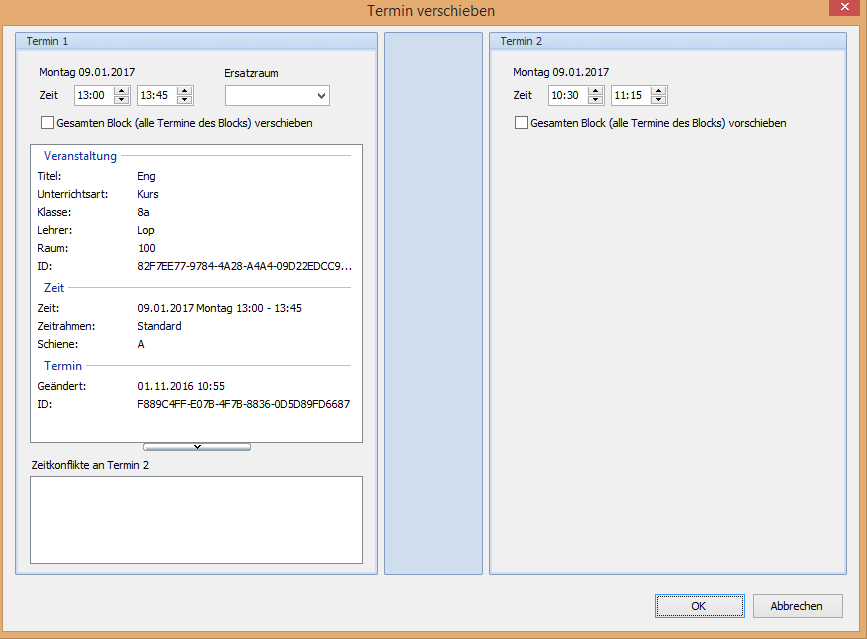 Termin verschieben
Termin 1
Montag 09.01.2017
Ersatzraum
Zeit 13:00 13:45
Gesamten Block (alle Termine des Blocks) verschieben
Veranstaltung
Titel: Eng
Unterrichtsart: Kurs
Klasse: 8a
Lehrer: Lop
Raum: 100
ID: 82F7EE77-9784-4A28-A4A4-09D22EDCC9...
Zeit
Zeit: 09.01.2017 Montag 13:00 - 13:45
Zeitrahmen: Standard
Schiene: A
Termin
Geändert: 01.11.2016 10:55
ID: F889C4FF-E07B-4F7B-8836-0D5D89FD6687
Zeitkonflikte an Termin 2
Termin 2
Montag 09.01.2017
Zeit 10:30 11:15
Gesamten Block (alle Termine des Blocks) vorschieben
OK
Abbrechen